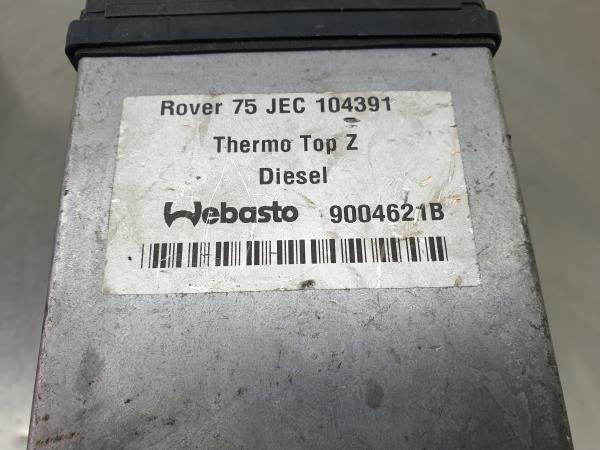 Rover 75 JEC 104391
Thermo Top Z
Diesel
Webasto 9004621B